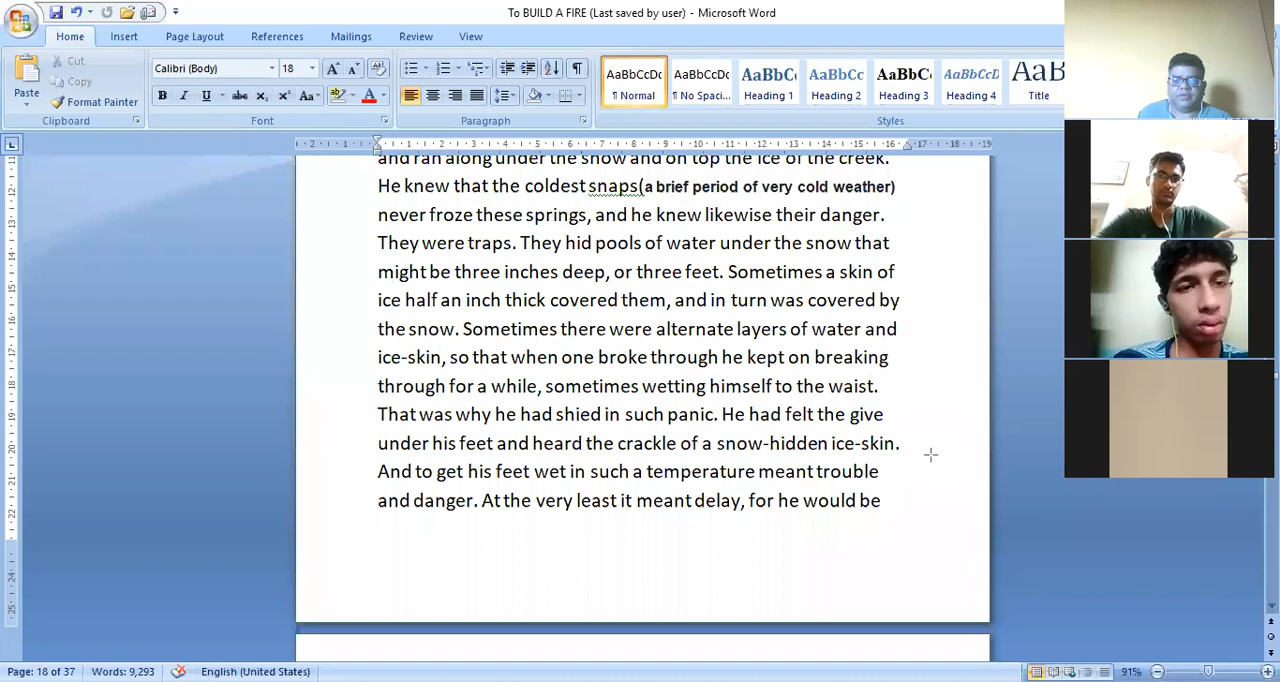 To BUILD A FIRE (Last saved by user) - Microsoft Word
Home Insert Page Layout References Mailings Review View
Paste
Cut
Copy
Format Painter
Clipboard
Calibri (Body) 18
Font
Paragraph
AaBbCcDc AaBbCcDc AaBbC AaBbCc AaBbCc AaBbCcD AaB
¶ Normal ¶ No Spaci... Heading 1 Heading 2 Heading 3 Heading 4 Title
Styles
and ran along under the snow and on top the ice of the creek.
He knew that the coldest snaps(a brief period of very cold weather)
never froze these springs, and he knew likewise their danger.
They were traps. They hid pools of water under the snow that
might be three inches deep, or three feet. Sometimes a skin of
ice half an inch thick covered them, and in turn was covered by
the snow. Sometimes there were alternate layers of water and
ice-skin, so that when one broke through he kept on breaking
through for a while, sometimes wetting himself to the waist.
That was why he had shied in such panic. He had felt the give
under his feet and heard the crackle of a snow-hidden ice-skin.
And to get his feet wet in such a temperature meant trouble
and danger. At the very least it meant delay, for he would be
Page: 18 of 37 Words: 9,293 English (United States) 91%